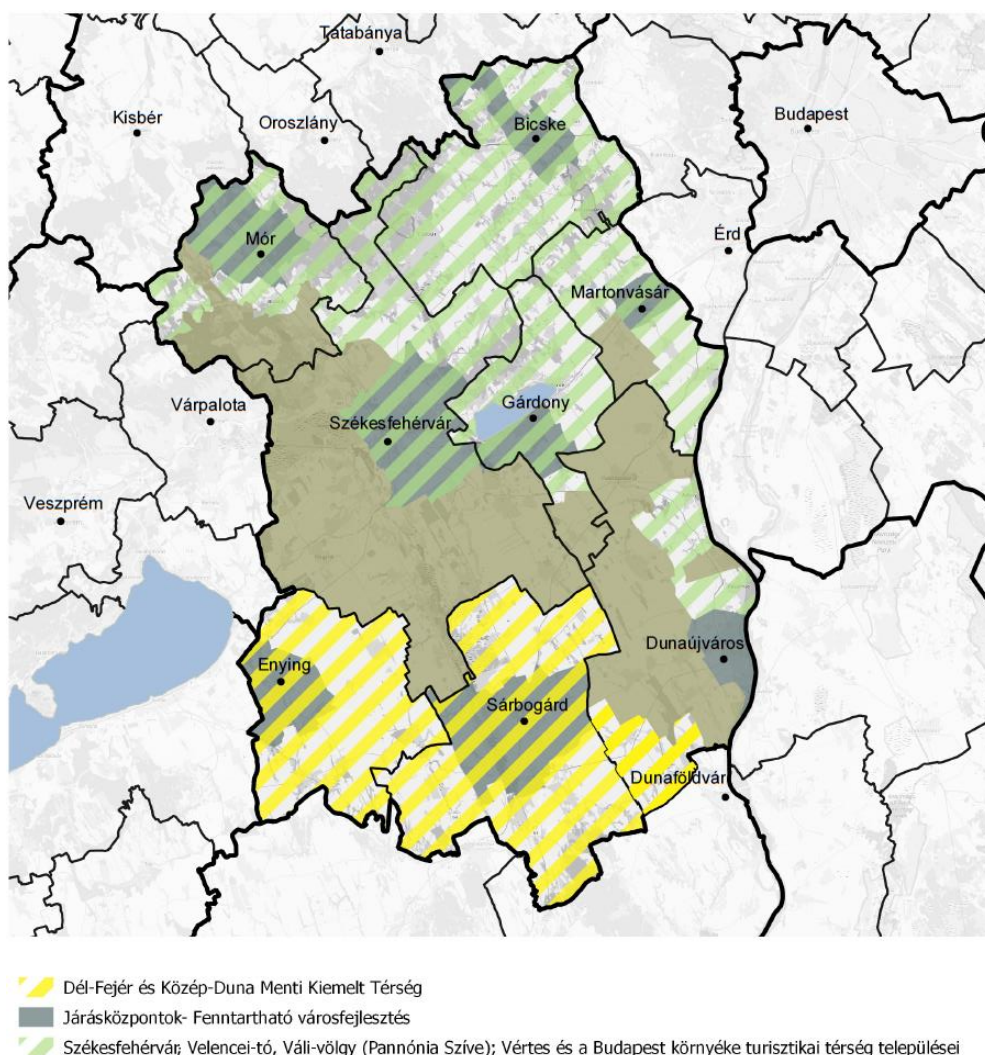 Tatabánya
Kisbér
Oroszlány
Bicske
Budapest
Mór
Érd
Martonvásár
Várpalota
Gárdony
Székesfehérvár
Veszprém
Dunaújváros
Enying
Sárbogárd
Dunaföldvár
Dél-Fejér és Közép-Duna Menti Kiemelt Térség
Járásközpontok- Fenntartható városfejlesztés
Székesfehérvár, Velencei-tó, Váli-völgy (Pannónia Szíve); Vértes és a Budapest környéke turisztikai térség települései